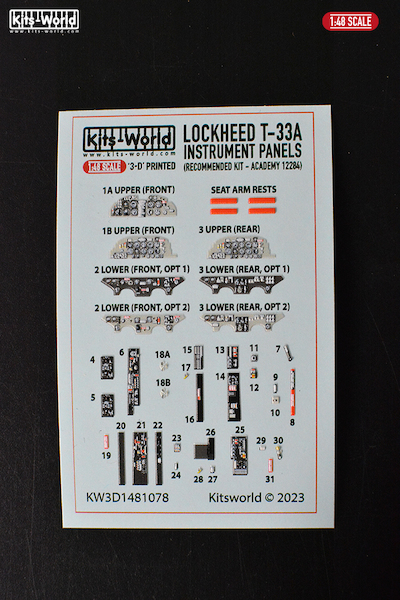 Kits-World
www.kits-world.com
1:48 SCALE
Kits-World
www.kits-world.com
LOCKHEED T-33A
INSTRUMENT PANELS
1:48 SCALE '3-D' PRINTED (RECOMMENDED KIT - ACADEMY 12284)
1A UPPER (FRONT) SEAT ARM RESTS
1B UPPER (FRONT) 3 UPPER (REAR)
2 LOWER (FRONT, OPT 1) 3 LOWER (REAR, OPT 1)
2 LOWER (FRONT, OPT 2) 3 LOWER (REAR, OPT 2)
4 6 18A 15 13 11 7
17 12 9
5 18B 14 10
16 8
20 21 22 25
19 23 26 29 30
24 28 27 31
KW3D1481078 Kitsworld © 2023